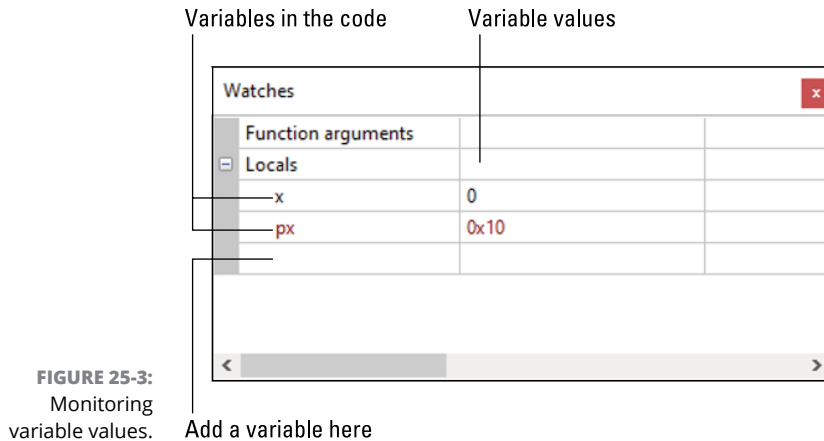 Variables in the code Variable values
Watches x
Function arguments
Locals
x 0
px 0x10
FIGURE 25-3:
Monitoring
variable values.
Add a variable here